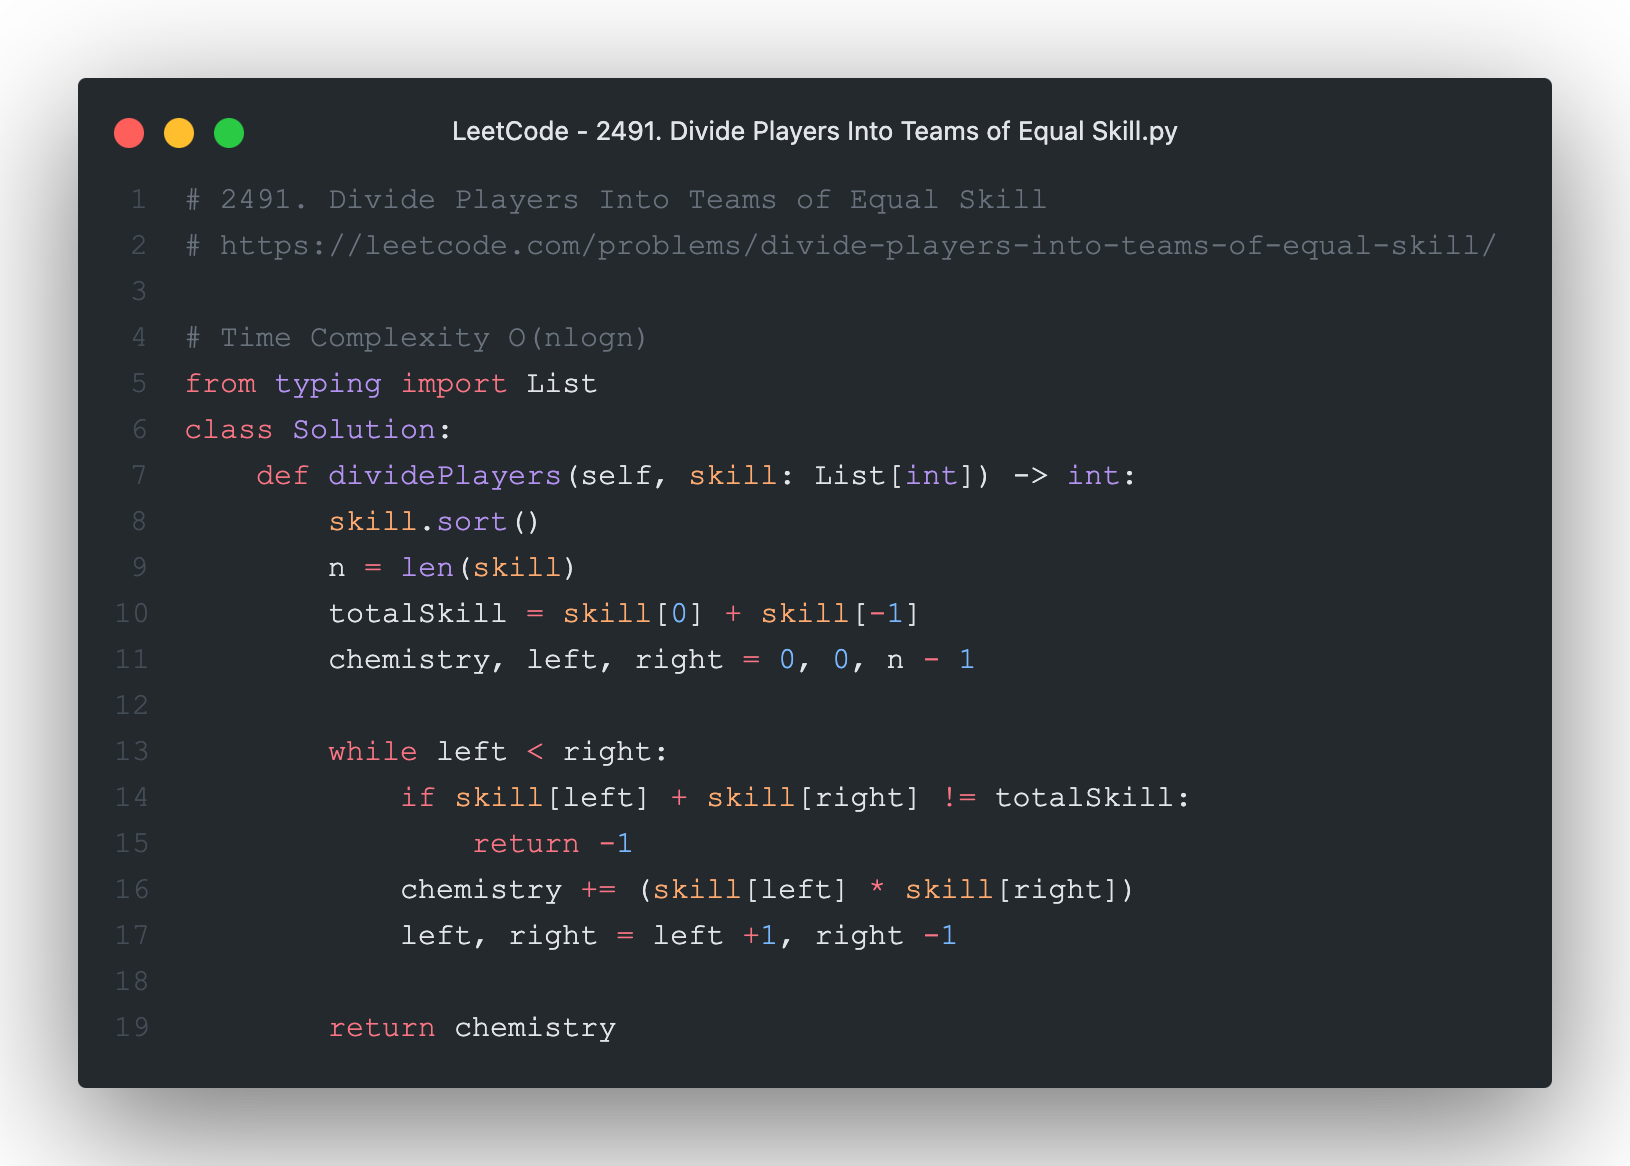 LeetCode - 2491. Divide Players Into Teams of Equal Skill.py
1 # 2491. Divide Players Into Teams of Equal Skill
2 # https://leetcode.com/problems/divide-players-into-teams-of-equal-skill/
3
4 # Time Complexity O(nlogn)
5 from typing import List
6 class Solution:
7     def dividePlayers(self, skill: List[int]) -> int:
8         skill.sort()
9         n = len(skill)
10         totalSkill = skill[0] + skill[-1]
11         chemistry, left, right = 0, 0, n - 1
12
13         while left < right:
14             if skill[left] + skill[right] != totalSkill:
15                 return -1
16             chemistry += (skill[left] * skill[right])
17             left, right = left +1, right -1
18
19         return chemistry